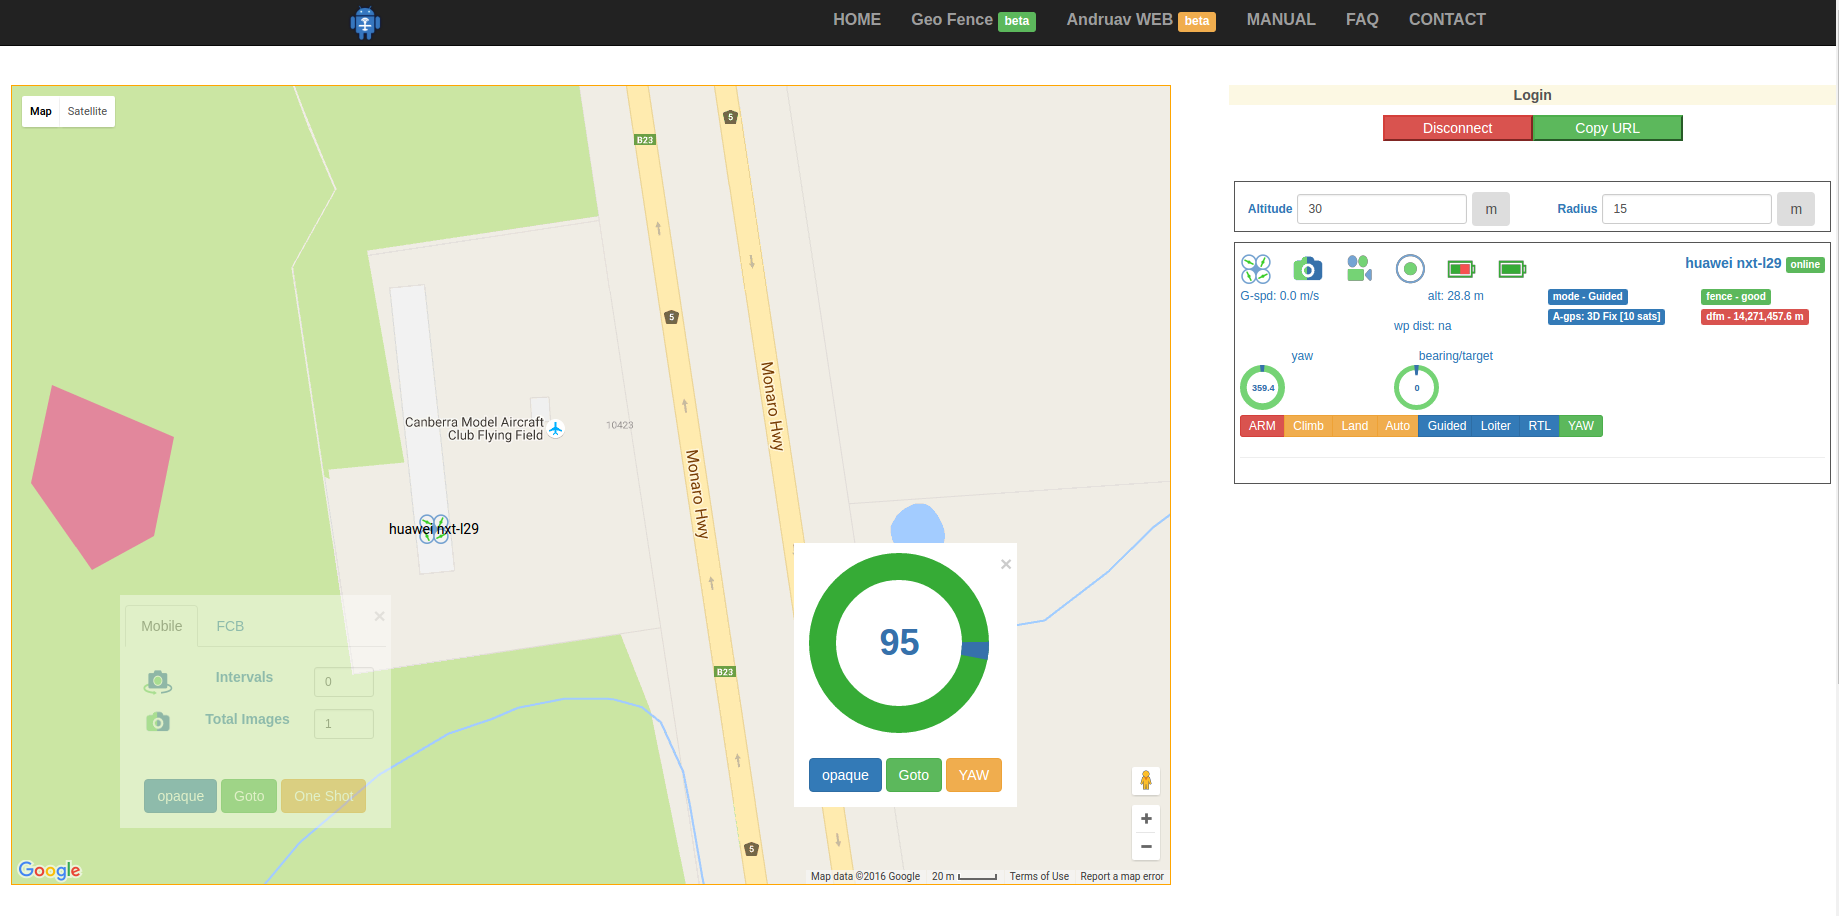 HOME Geo Fence beta Andruav WEB beta MANUAL FAQ CONTACT
Map Satellite
5
B23
5
Monaro Hwy
Canberra Model Aircraft
Club Flying Field
10423
Monaro Hwy
huawei nxt-l29
Mobile FCB ×
Intervals 0
Total Images 1
opaque Goto One Shot
B23
×
95
opaque Goto YAW
5
+
−
Google
Map data ©2016 Google 20 m Terms of Use Report a map error
Login
Disconnect Copy URL
Altitude 30 m Radius 15 m
huawei nxt-l29 online
G-spd: 0.0 m/s alt: 28.8 m mode - Guided fence - good
A-gps: 3D Fix [10 sats] dfm - 14,271,457.6 m
wp dist: na
yaw bearing/target
359.4 0
ARM Climb Land Auto Guided Loiter RTL YAW